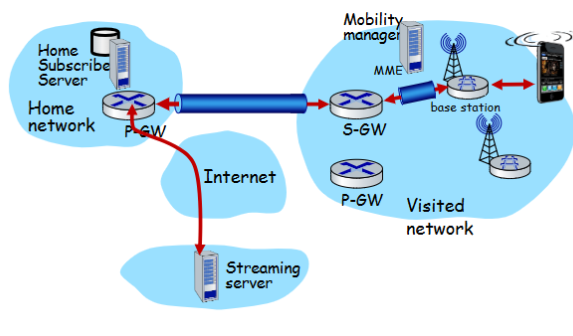 Home
Subscribe
Server
Home
network
P-GW
Mobility
manager
MME
base station
S-GW
Internet
P-GW
Visited
network
Streaming
server